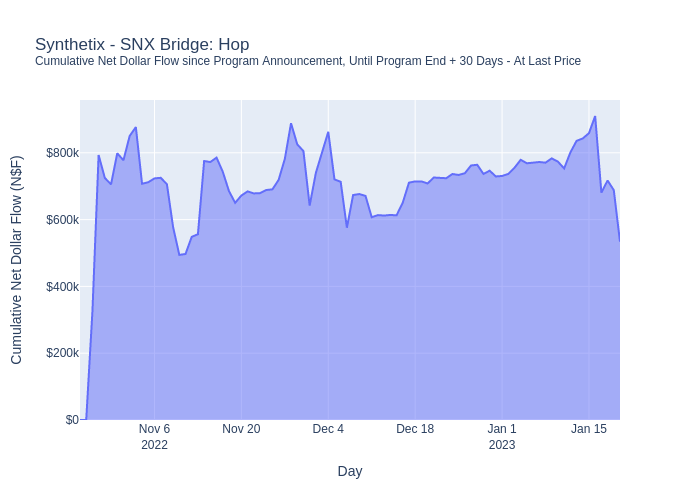 Synthetix - SNX Bridge: Hop
Cumulative Net Dollar Flow since Program Announcement, Until Program End + 30 Days - At Last Price
Cumulative Net Dollar Flow (N$F)
$800k
$600k
$400k
$200k
$0
Nov 6
2022
Nov 20
Dec 4
Dec 18
Jan 1
2023
Jan 15
Day